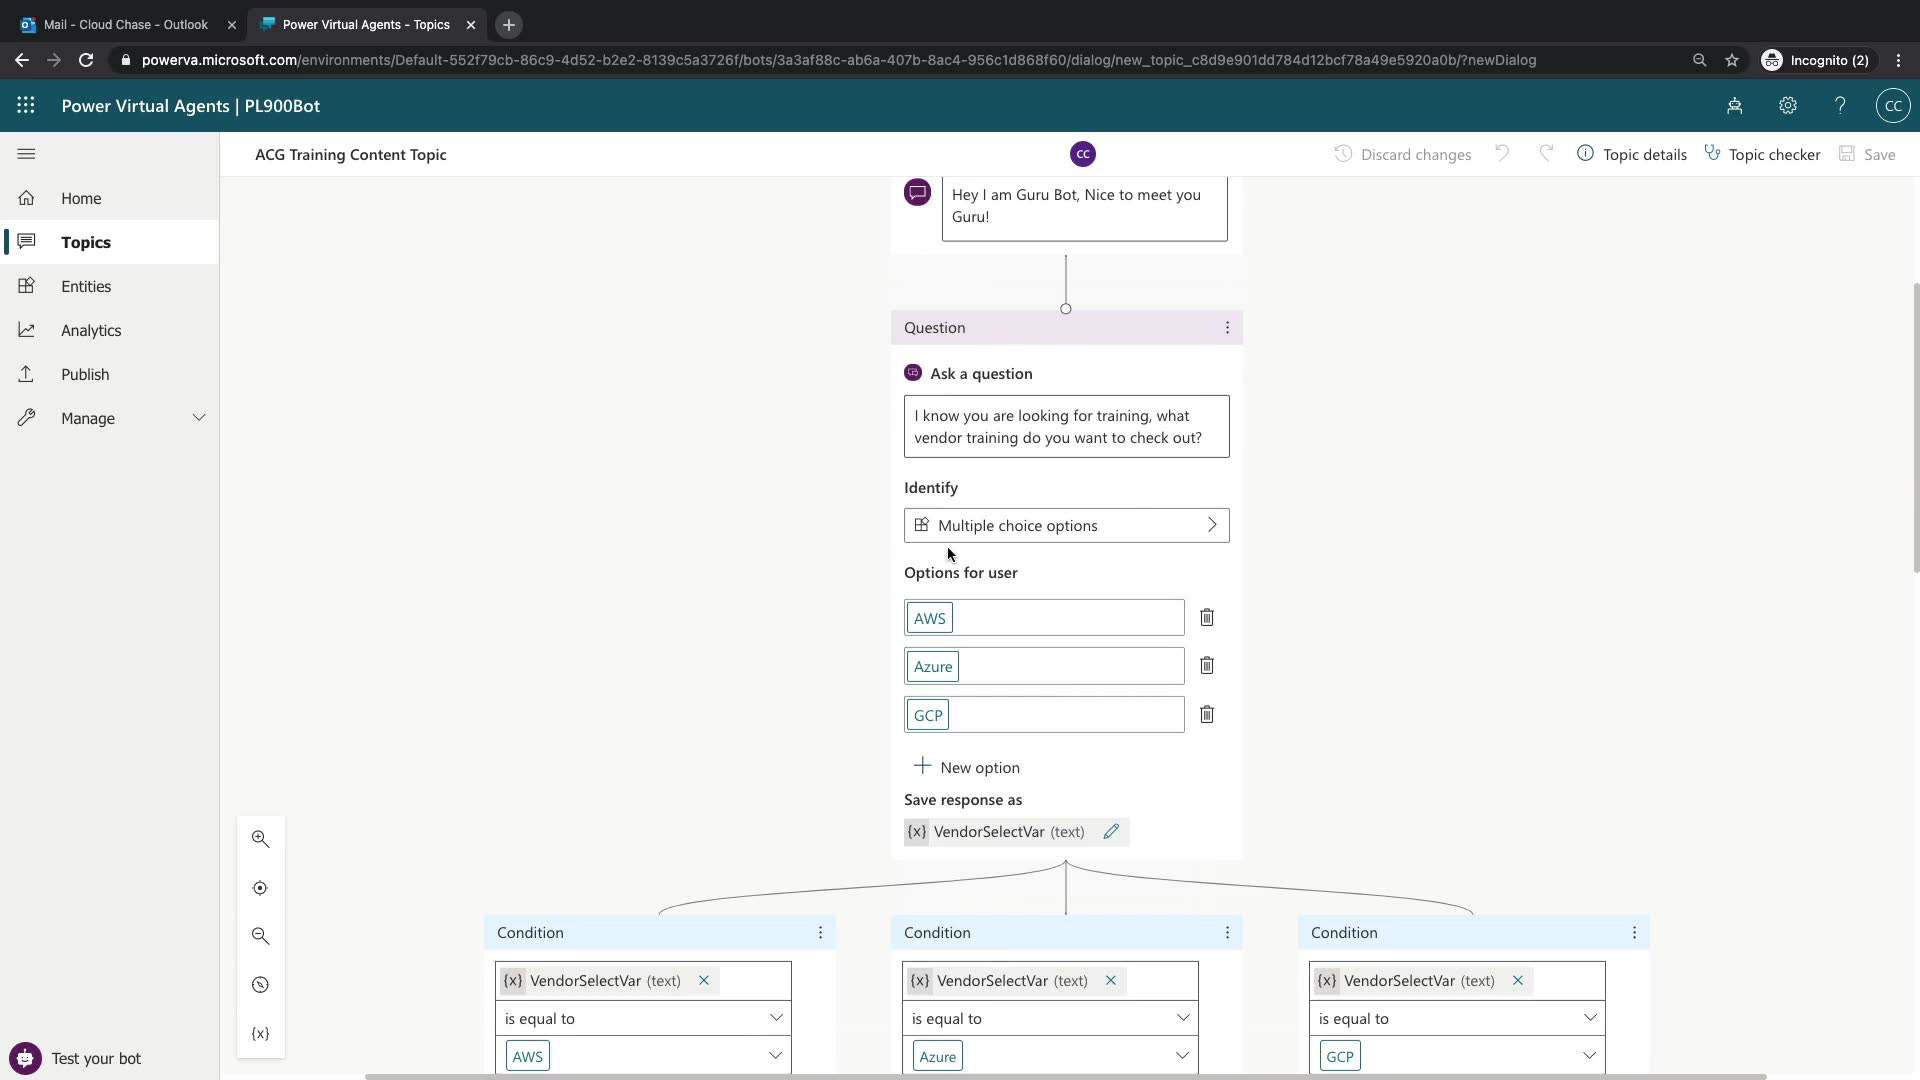 Mail - Cloud Chase - Outlook
Power Virtual Agents - Topics
powerva.microsoft.com/environments/Default-552f79cb-86c9-4d52-b2e2-8139c5a3726f/bots/3a3af88c-ab6a-407b-8ac4-956c1d868f60/dialog/new_topic_c8d9e901dd784d12bcf78a49e5920a0b/?newDialog
Incognito (2)
Power Virtual Agents | PL900Bot
CC
ACG Training Content Topic
CC
Discard changes
Topic details
Topic checker
Save
Home
Topics
Entities
Analytics
Publish
Manage
Hey I am Guru Bot, Nice to meet you
Guru!
Question
Ask a question
I know you are looking for training, what
vendor training do you want to check out?
Identify
Multiple choice options
Options for user
AWS
Azure
GCP
New option
Save response as
{x} VendorSelectVar (text)
Condition
{x} VendorSelectVar (text)
is equal to
AWS
Condition
{x} VendorSelectVar (text)
is equal to
Azure
Condition
{x} VendorSelectVar (text)
is equal to
GCP
{x}
Test your bot